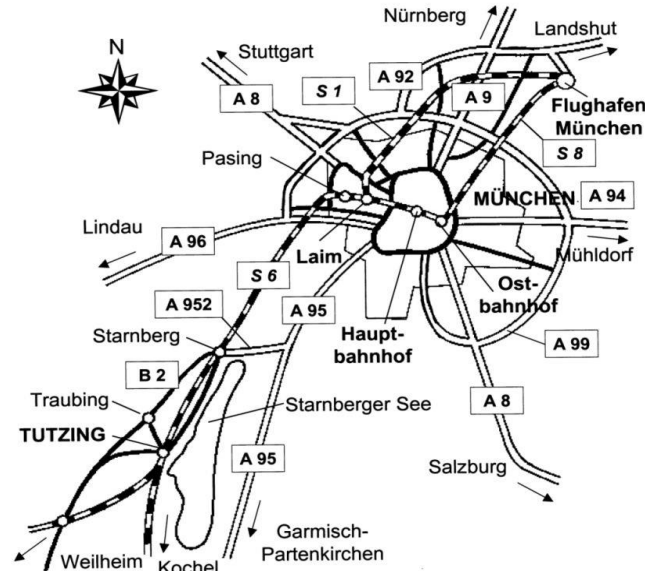 Nürnberg
Landshut
N
Stuttgart
A 92
S 1
A 8
A 9
Flughafen
München
S 8
Pasing
MÜNCHEN
A 94
Lindau
A 96
Laim
Mühldorf
S 6
Ost-
bahnhof
A 952
A 95
Haupt-
bahnhof
Starnberg
A 99
B 2
A 8
Traubing
Starnberger See
TUTZING
A 95
Salzburg
Garmisch-
Partenkirchen
Weilheim
Kochel